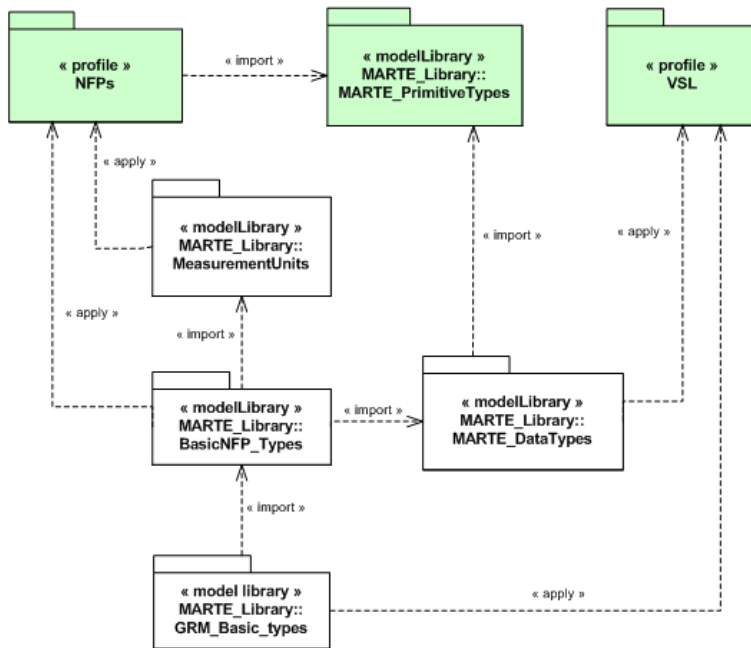 « profile »
NFPs
« import »
« modelLibrary »
MARTE_Library::
MARTE_PrimitiveTypes
« profile »
VSL
« apply »
« modelLibrary »
MARTE_Library::
MeasurementUnits
« import »
« apply »
« apply »
« import »
« modelLibrary »
MARTE_Library::
BasicNFP_Types
« import »
« modelLibrary »
MARTE_Library::
MARTE_DataTypes
« import »
« model library »
MARTE_Library::
GRM_Basic_types
« apply »